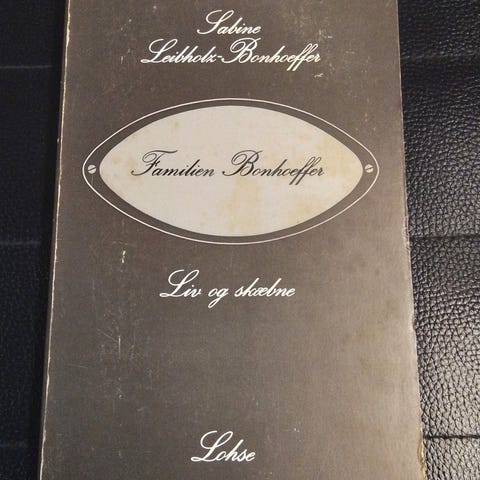 Sabine
Leibholz-Bonhoeffer
Familien Bonhoeffer
Liv og skæbne
Lohse